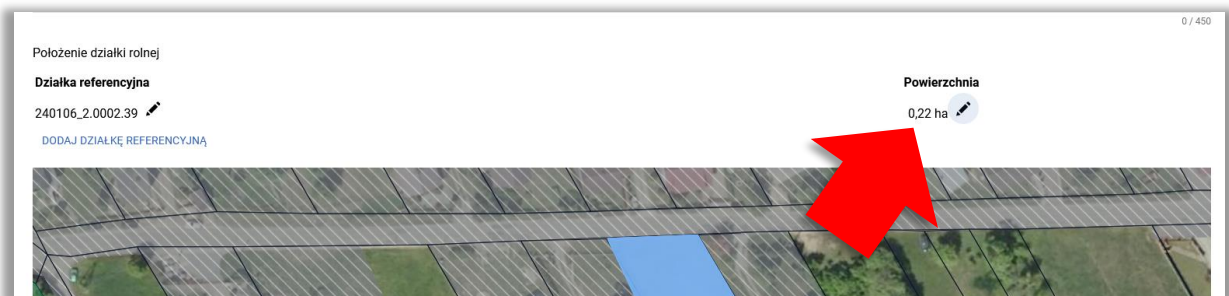 0 / 450
Położenie działki rolnej
Działka referencyjna Powierzchnia
240106_2.0002.39 0,22 ha
DODAJ DZIAŁKĘ REFERENCYJNĄ